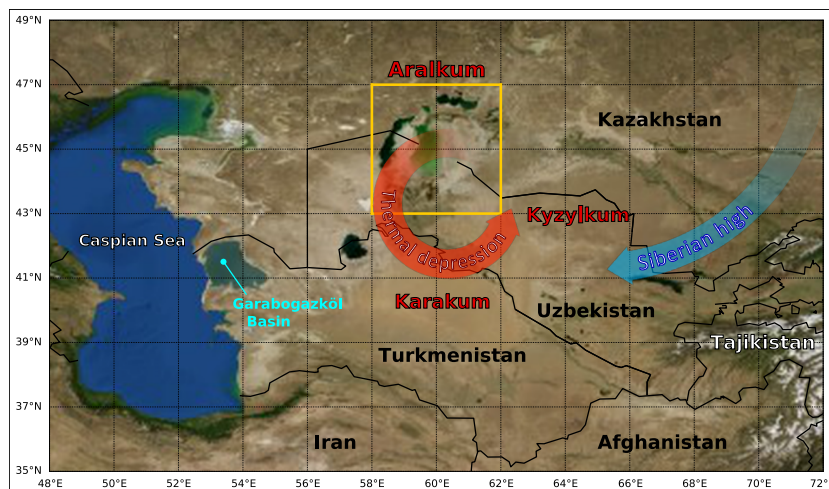 49°N
Aralkum
47°N
Kazakhstan
45°N
Thermal depression
Siberian high
43°N
Kyzylkum
Caspian Sea
41°N
Garabogazköl
Basin
Karakum
Uzbekistan
39°N
Tajikistan
Turkmenistan
37°N
Iran
Afghanistan
35°N
48°E 50°E 52°E 54°E 56°E 58°E 60°E 62°E 64°E 66°E 68°E 70°E 72°E